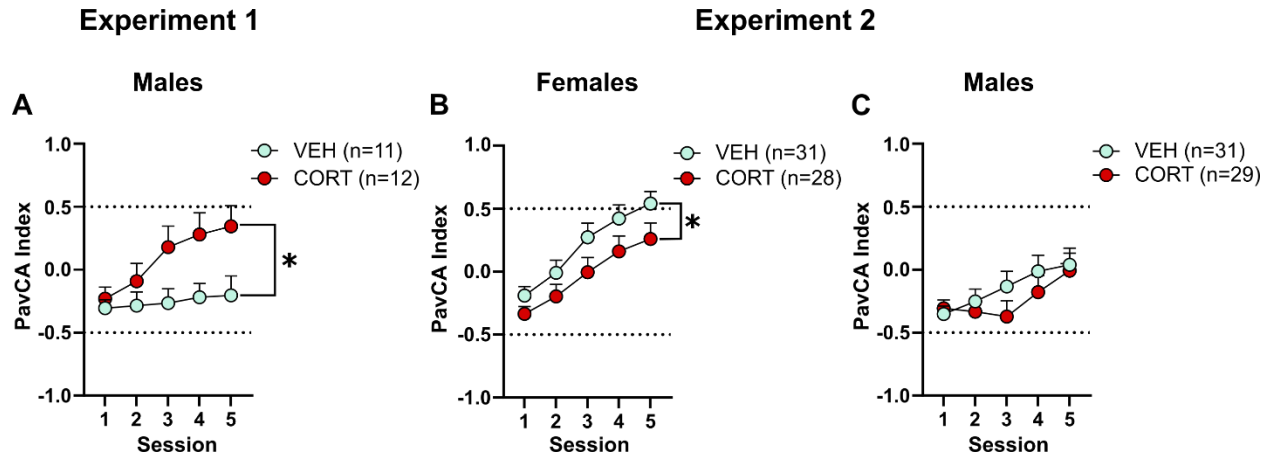 Experiment 1
Experiment 2
Males
Females
Males
A
B
C
VEH (n=11)
CORT (n=12)
1.0
0.5
0.0
-0.5
-1.0
PavCA Index
*
1 2 3 4 5
Session
VEH (n=31)
CORT (n=28)
1.0
0.5
0.0
-0.5
-1.0
PavCA Index
*
1 2 3 4 5
Session
VEH (n=31)
CORT (n=29)
1.0
0.5
0.0
-0.5
-1.0
PavCA Index
1 2 3 4 5
Session